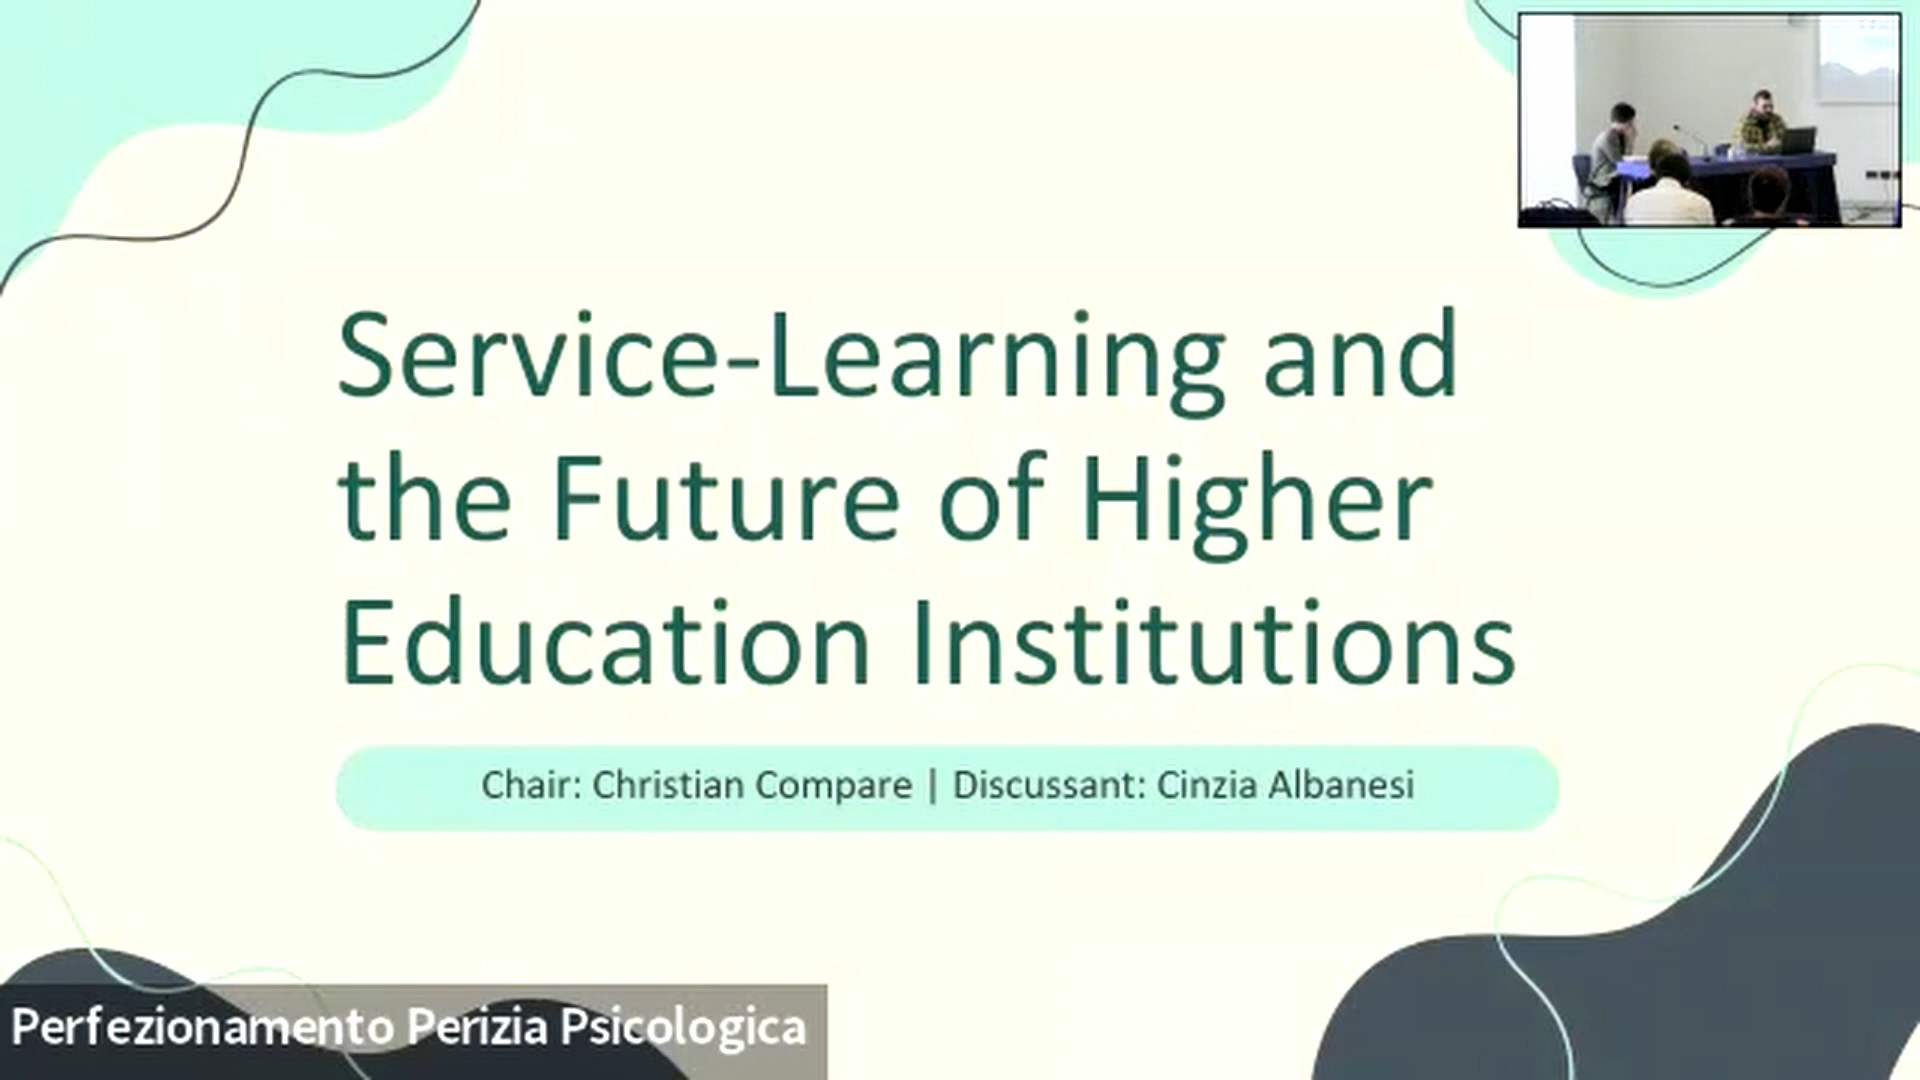 Service-Learning and
the Future of Higher
Education Institutions
Chair: Christian Compare | Discussant: Cinzia Albanesi
Perfezionamento Perizia Psicologica